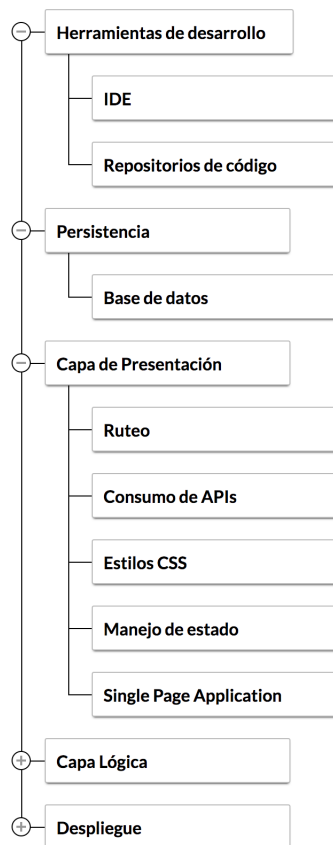 Herramientas de desarrollo
IDE
Repositorios de código
Persistencia
Base de datos
Capa de Presentación
Ruteo
Consumo de APIs
Estilos CSS
Manejo de estado
Single Page Application
Capa Lógica
Despliegue